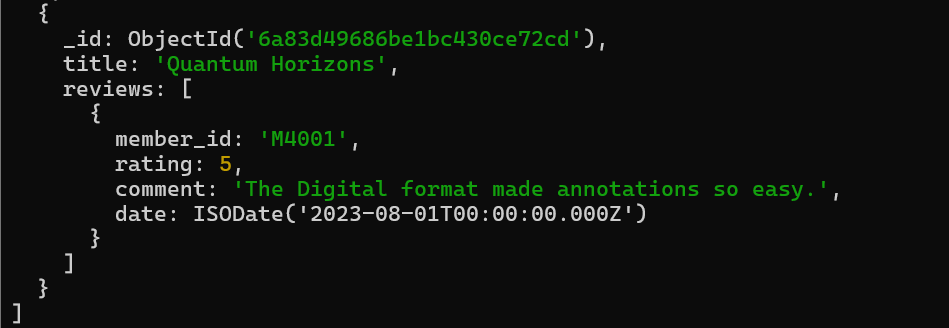 {
_id: ObjectId('6a83d49686be1bc430ce72cd'),
title: 'Quantum Horizons',
reviews: [
{
member_id: 'M4001',
rating: 5,
comment: 'The Digital format made annotations so easy.',
date: ISODate('2023-08-01T00:00:00.000Z')
}
]
}
]